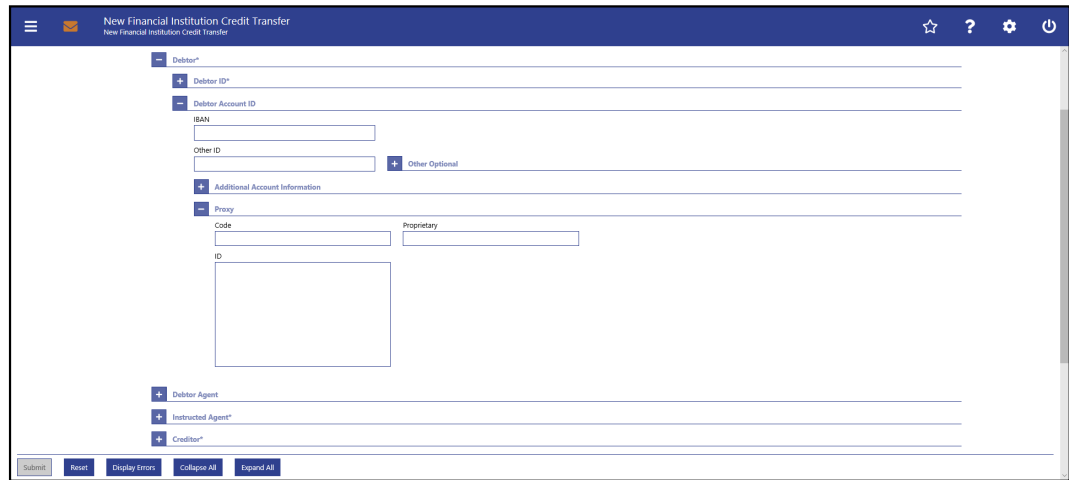 New Financial Institution Credit Transfer
New Financial Institution Credit Transfer
Debtor*
Debtor ID*
Debtor Account ID
IBAN
Other ID
Other Optional
Additional Account Information
Proxy
Code Proprietary
ID
Debtor Agent
Instructed Agent*
Creditor*
Submit Reset Display Errors Collapse All Expand All